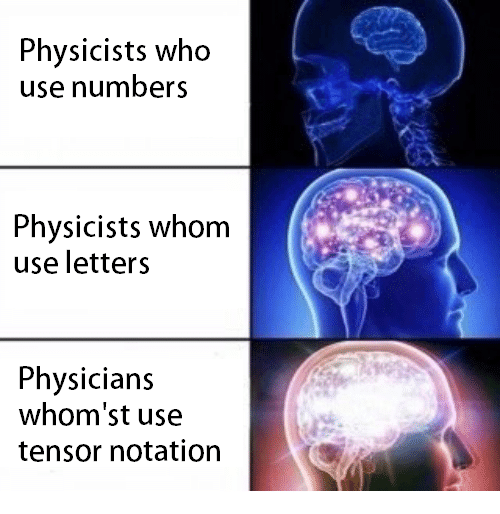 Physicists who
use numbers
Physicists whom
use letters
Physicians
whom'st use
tensor notation